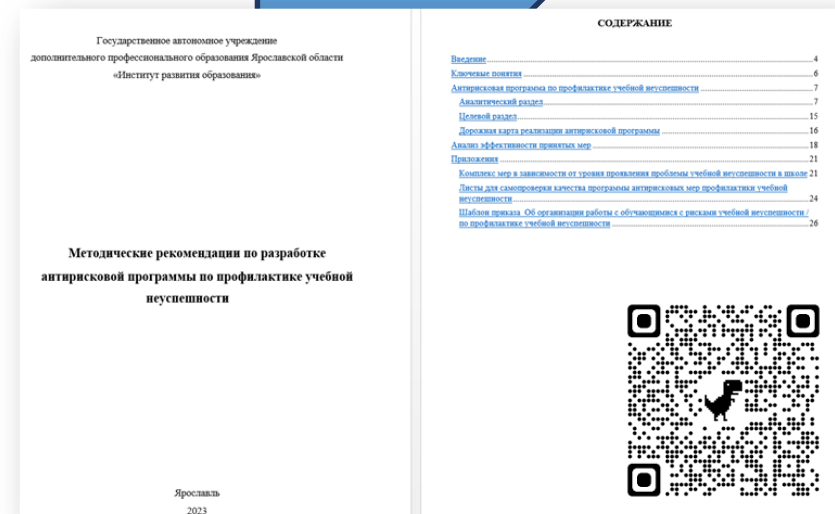 Государственное автономное учреждение
дополнительного профессионального образования Ярославской области
«Институт развития образования»
Методические рекомендации по разработке
антирисковой программы по профилактике учебной
неуспешности
Ярославль
2023
СОДЕРЖАНИЕ
Введение 4
Ключевые понятия 6
Антирисковая программа по профилактике учебной неуспешности 7
Аналитический раздел 7
Целевой раздел 15
Дорожная карта реализации антирисковой программы 16
Анализ эффективности принятых мер 18
Приложения 21
Комплекс мер в зависимости от уровня проявления проблемы учебной неуспешности в школе 21
Листы для самопроверки качества программы антирисковых мер профилактики учебной
неуспешности 24
Шаблон приказа Об организации работы с обучающимися с рисками учебной неуспешности /
по профилактике учебной неуспешности 26